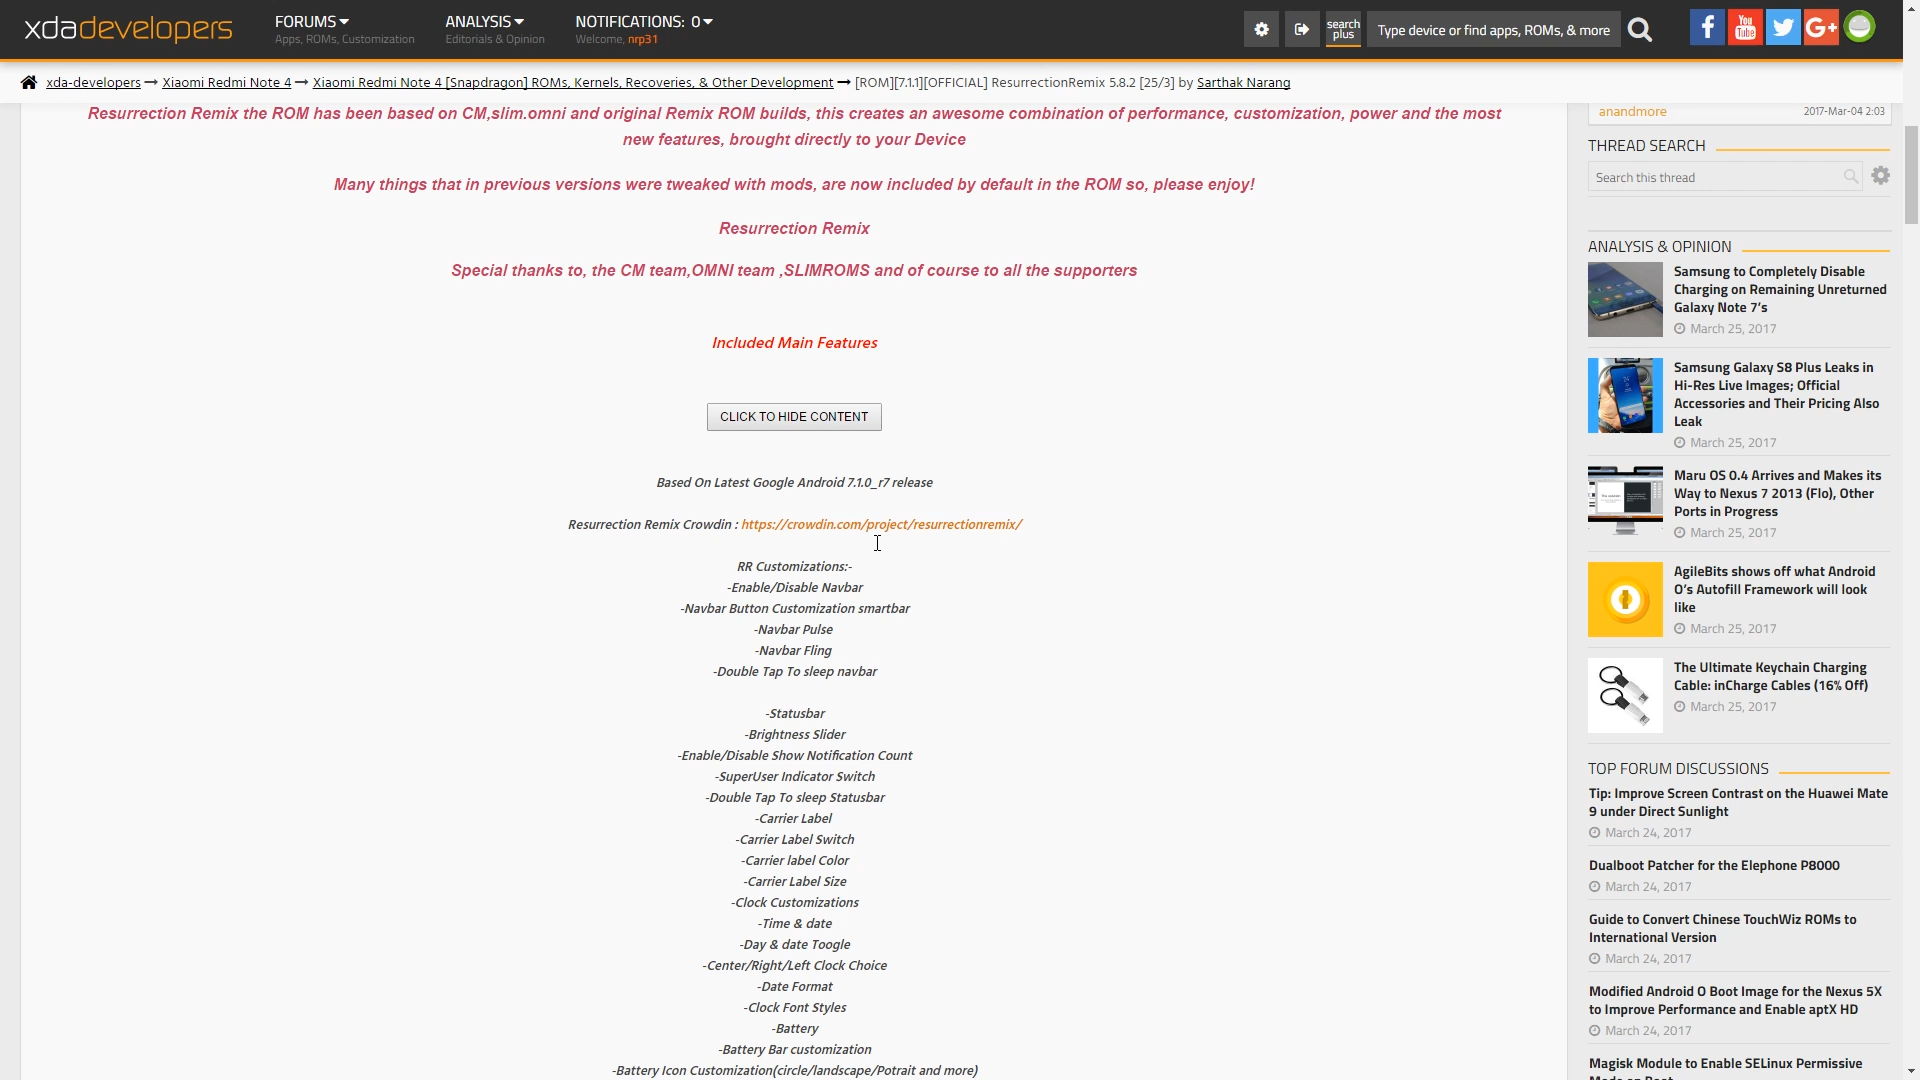 xdadevelopers
FORUMS
Apps, ROMs, Customization
ANALYSIS
Editorials & Opinion
NOTIFICATIONS: 0
Welcome, nrp31
search plus
Type device or find apps, ROMs, & more
You Tube
G+
xda-developers → Xiaomi Redmi Note 4 → Xiaomi Redmi Note 4 [Snapdragon] ROMs, Kernels, Recoveries, & Other Development → [ROM][7.1.1][OFFICIAL] ResurrectionRemix 5.8.2 [25/3] by Sarthak Narang
Resurrection Remix the ROM has been based on CM,slim.omni and original Remix ROM builds, this creates an awesome combination of performance, customization, power and the most
new features, brought directly to your Device
Many things that in previous versions were tweaked with mods, are now included by default in the ROM so, please enjoy!
Resurrection Remix
Special thanks to, the CM team,OMNI team ,SLIMROMS and of course to all the supporters
Included Main Features
CLICK TO HIDE CONTENT
Based On Latest Google Android 7.1.0_r7 release
Resurrection Remix Crowdin : https://crowdin.com/project/resurrectionremix/
RR Customizations:-
-Enable/Disable Navbar
-Navbar Button Customization smartbar
-Navbar Pulse
-Navbar Fling
-Double Tap To sleep navbar
-Statusbar
-Brightness Slider
-Enable/Disable Show Notification Count
-SuperUser Indicator Switch
-Double Tap To sleep Statusbar
-Carrier Label
-Carrier Label Switch
-Carrier label Color
-Carrier Label Size
-Clock Customizations
-Time & date
-Day & date Toogle
-Center/Right/Left Clock Choice
-Date Format
-Clock Font Styles
-Battery
-Battery Bar customization
-Battery Icon Customization(circle/landscape/Potrait and more)
anandmore 2017-Mar-04 2:03
THREAD SEARCH
Search this thread
ANALYSIS & OPINION
Samsung to Completely Disable
Charging on Remaining Unreturned
Galaxy Note 7's
March 25, 2017
Samsung Galaxy S8 Plus Leaks in
Hi-Res Live Images; Official
Accessories and Their Pricing Also
Leak
March 25, 2017
Maru OS 0.4 Arrives and Makes its
Way to Nexus 7 2013 (Flo), Other
Ports in Progress
March 25, 2017
AgileBits shows off what Android
O's Autofill Framework will look
like
March 25, 2017
The Ultimate Keychain Charging
Cable: inCharge Cables (16% Off)
March 25, 2017
TOP FORUM DISCUSSIONS
Tip: Improve Screen Contrast on the Huawei Mate
9 under Direct Sunlight
March 24, 2017
Dualboot Patcher for the Elephone P8000
March 24, 2017
Guide to Convert Chinese TouchWiz ROMs to
International Version
March 24, 2017
Modified Android O Boot Image for the Nexus 5X
to Improve Performance and Enable aptX HD
March 24, 2017
Magisk Module to Enable SELinux Permissive
Mode on Boot